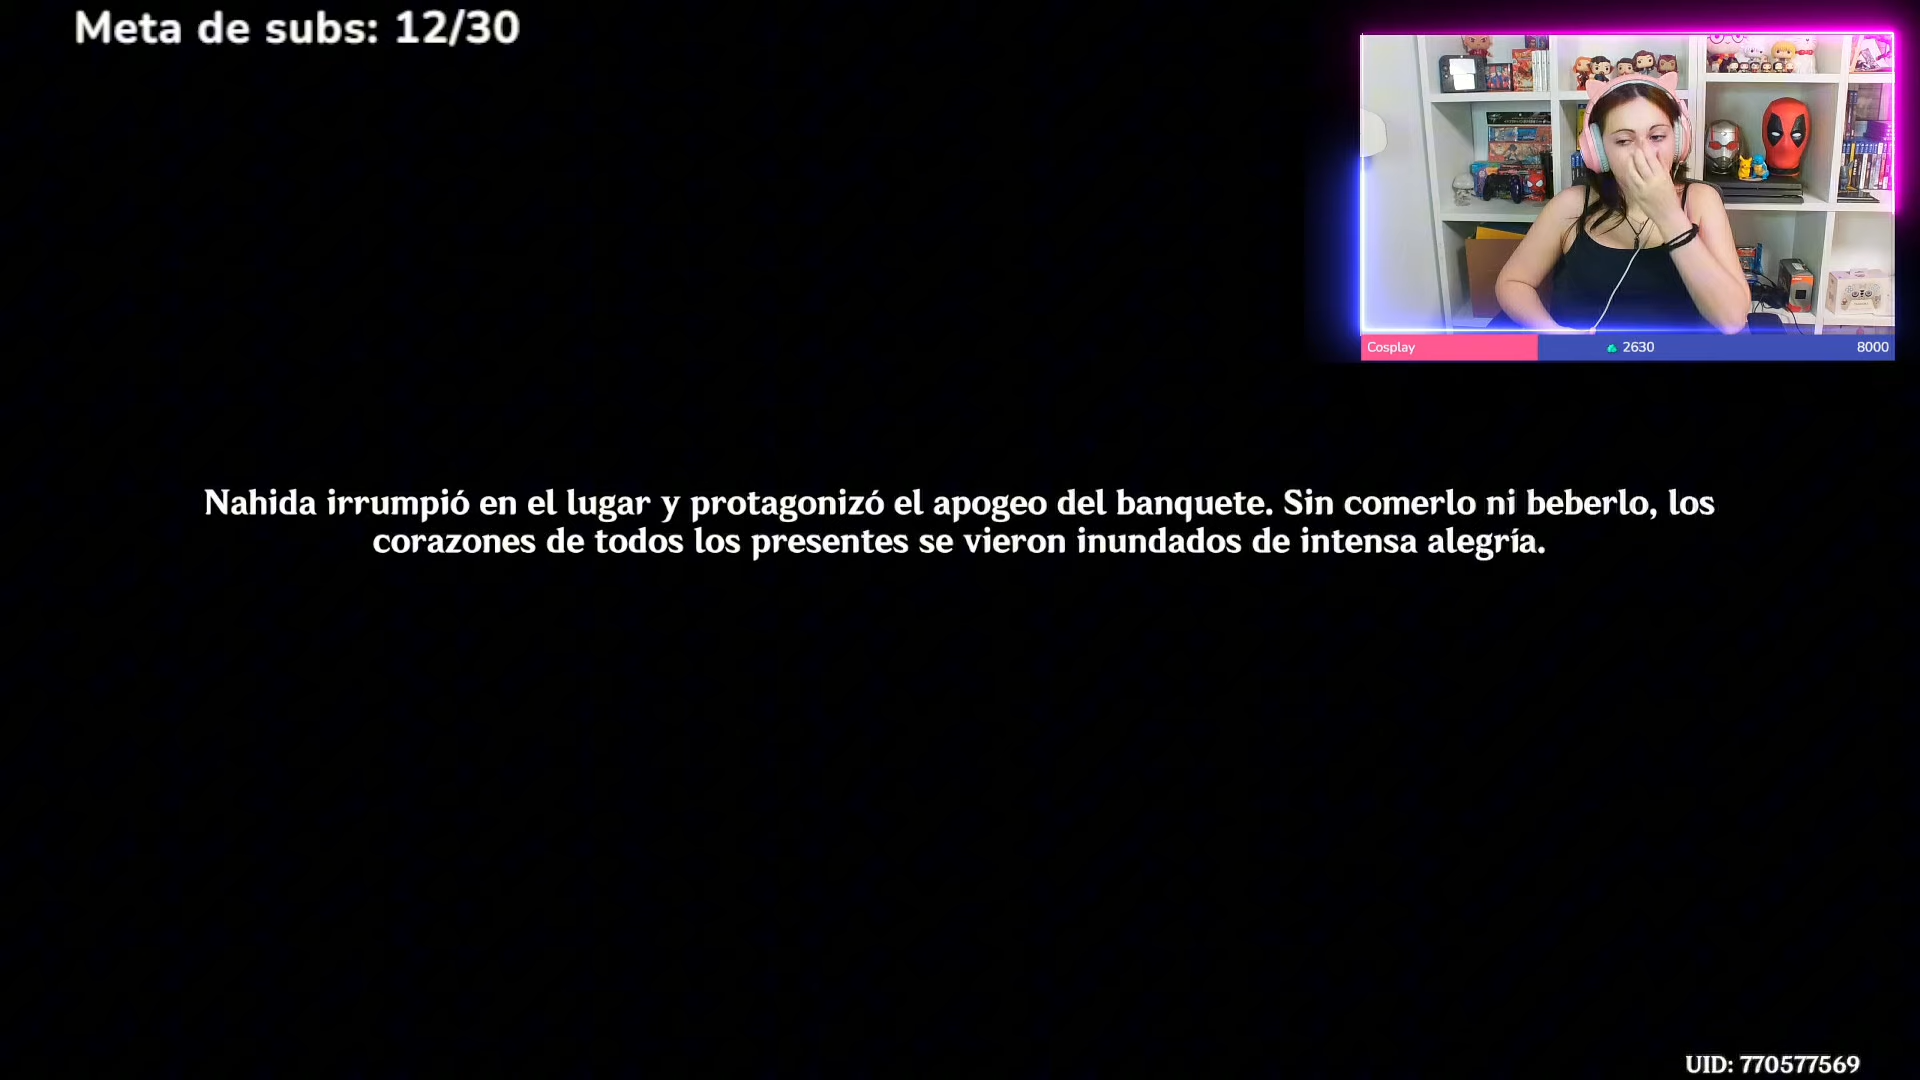 Meta de subs: 12/30
Cosplay
2630
8000
Nahida irrumpió en el lugar y protagonizó el apogeo del banquete. Sin comerlo ni beberlo, los
corazones de todos los presentes se vieron inundados de intensa alegría.
UID: 770577569